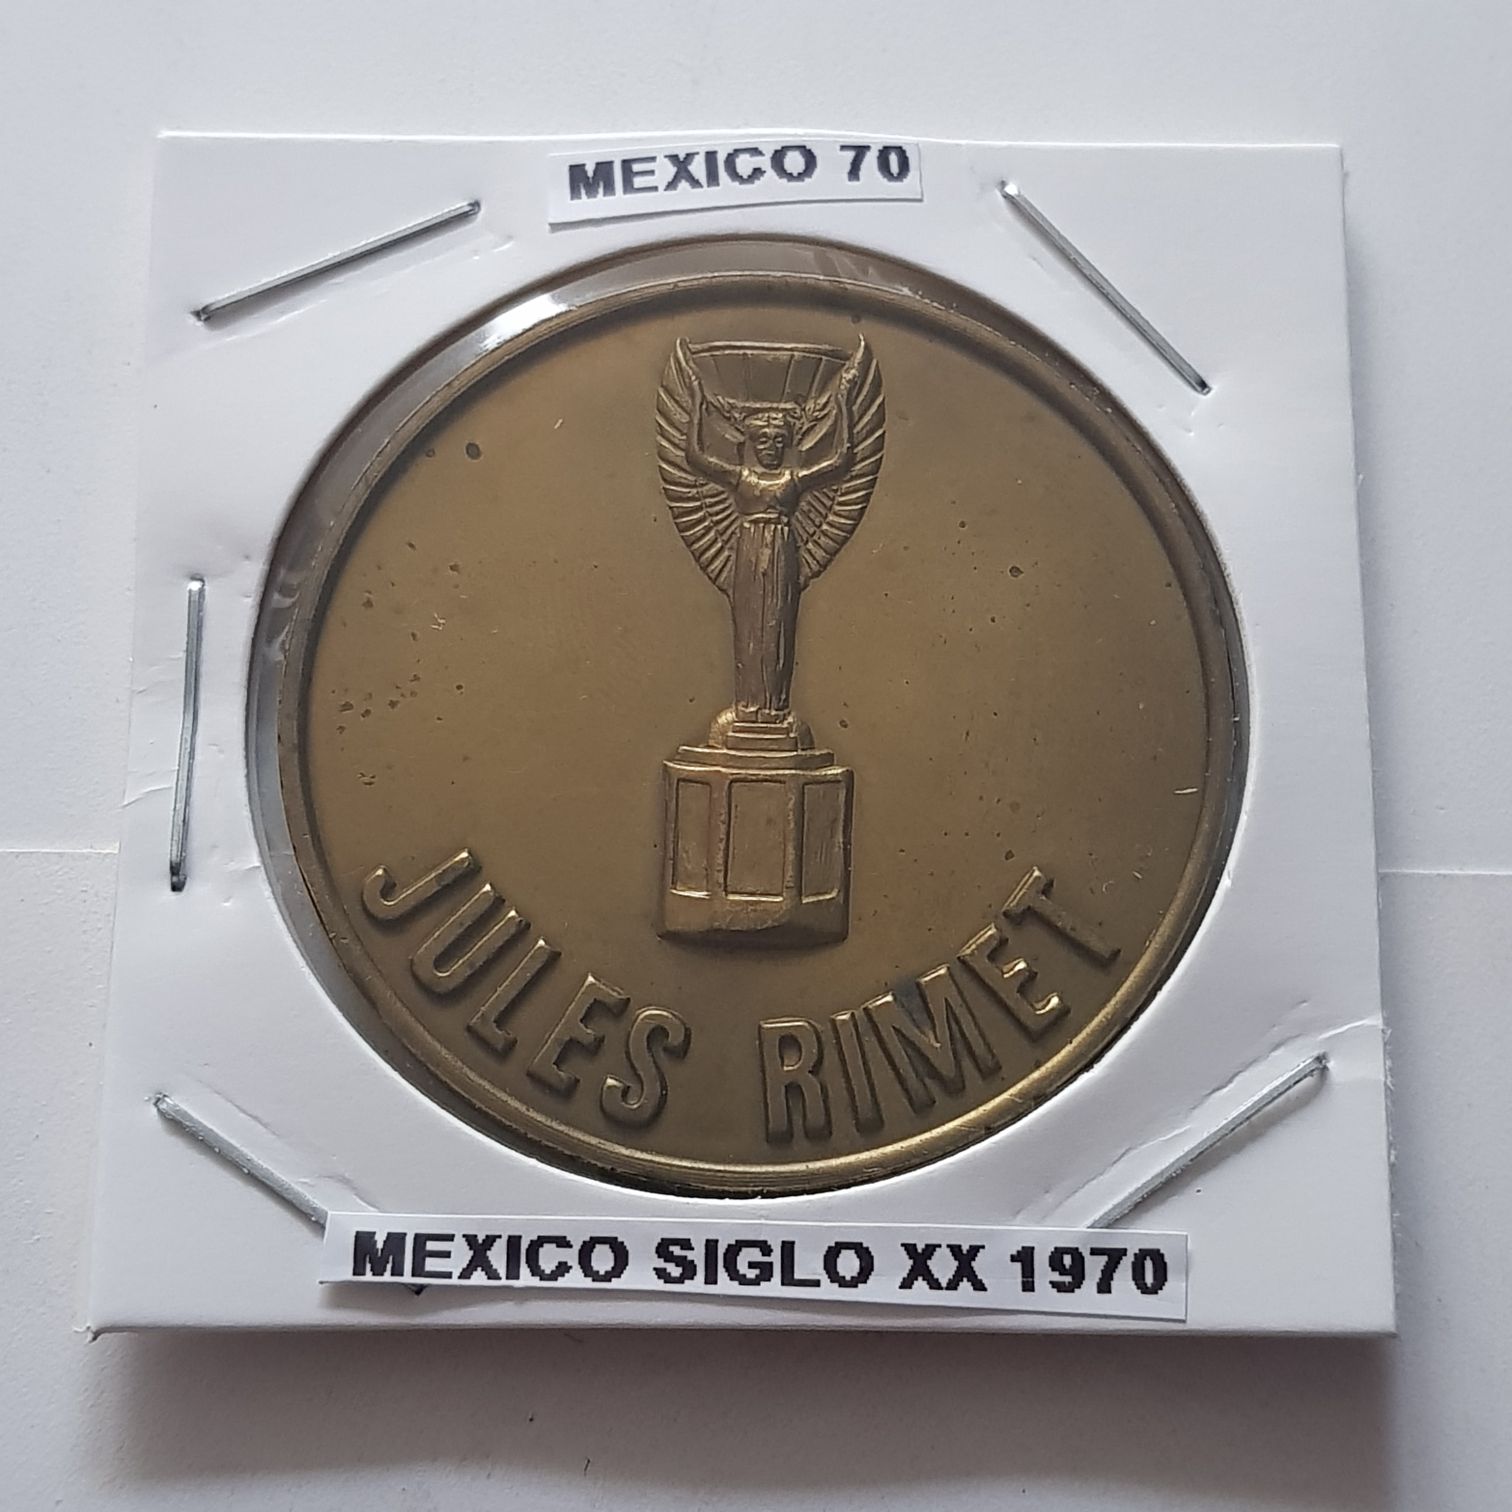 MEXICO 70
JULES RIMET
MEXICO SIGLO XX 1970